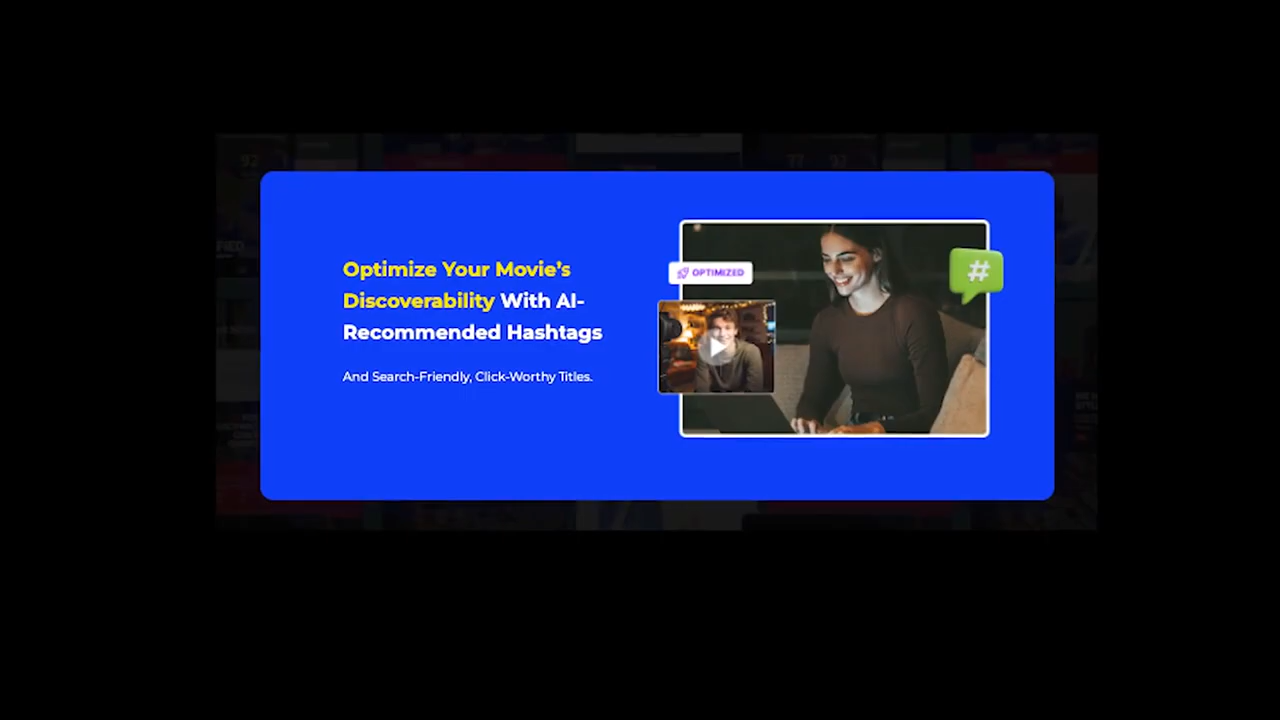 Optimize Your Movie's
Discoverability With AI-
Recommended Hashtags
And Search-Friendly, Click-Worthy Titles.
OPTIMIZED
#